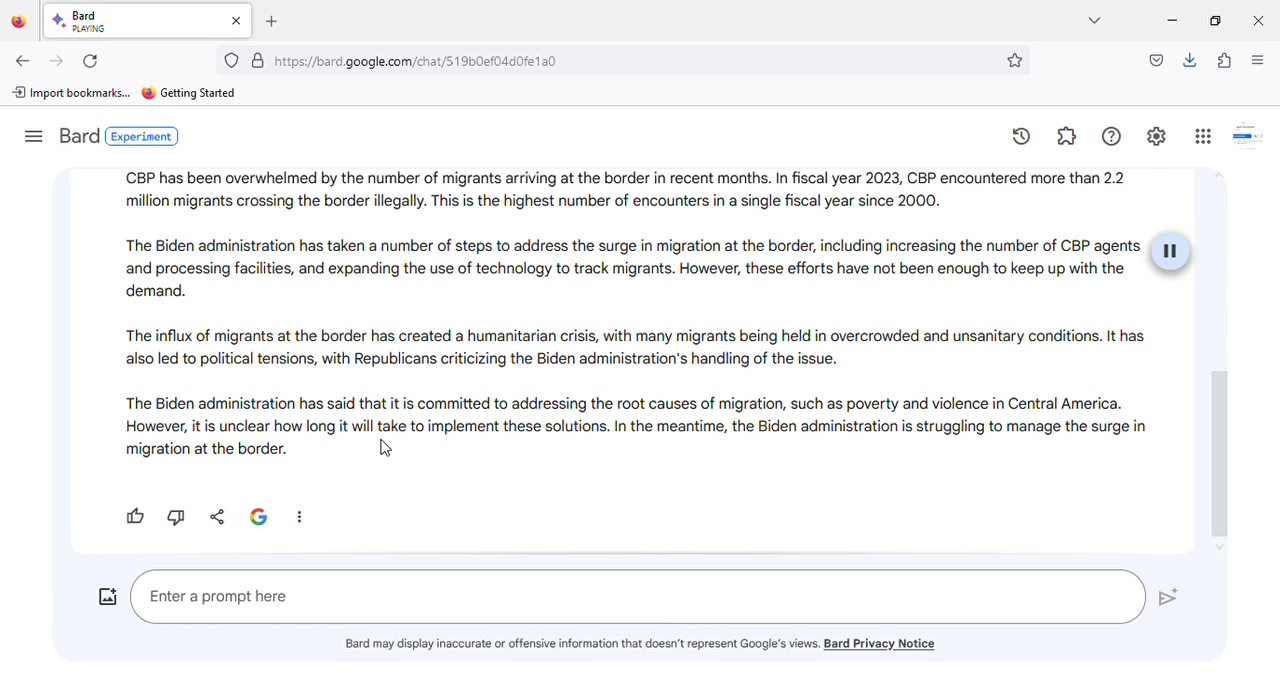 Bard
PLAYING
https://bard.google.com/chat/519b0ef04d0fe1a0
Import bookmarks...
Getting Started
Bard Experiment
CBP has been overwhelmed by the number of migrants arriving at the border in recent months. In fiscal year 2023, CBP encountered more than 2.2
million migrants crossing the border illegally. This is the highest number of encounters in a single fiscal year since 2000.
The Biden administration has taken a number of steps to address the surge in migration at the border, including increasing the number of CBP agents
and processing facilities, and expanding the use of technology to track migrants. However, these efforts have not been enough to keep up with the
demand.
The influx of migrants at the border has created a humanitarian crisis, with many migrants being held in overcrowded and unsanitary conditions. It has
also led to political tensions, with Republicans criticizing the Biden administration's handling of the issue.
The Biden administration has said that it is committed to addressing the root causes of migration, such as poverty and violence in Central America.
However, it is unclear how long it will take to implement these solutions. In the meantime, the Biden administration is struggling to manage the surge in
migration at the border.
Enter a prompt here
Bard may display inaccurate or offensive information that doesn't represent Google's views. Bard Privacy Notice